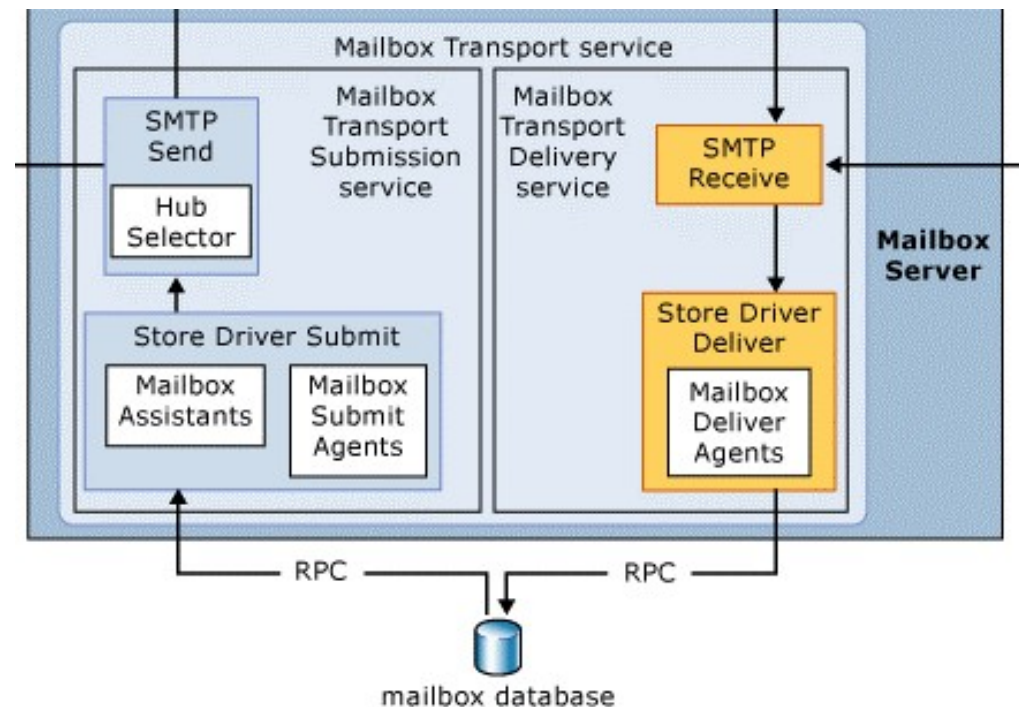 Mailbox Transport service
Mailbox
Transport
Submission
service
SMTP
Send
Hub
Selector
Store Driver Submit
Mailbox
Assistants
Mailbox
Submit
Agents
Mailbox
Transport
Delivery
service
SMTP
Receive
Store Driver
Deliver
Mailbox
Deliver
Agents
Mailbox
Server
RPC
RPC
mailbox database